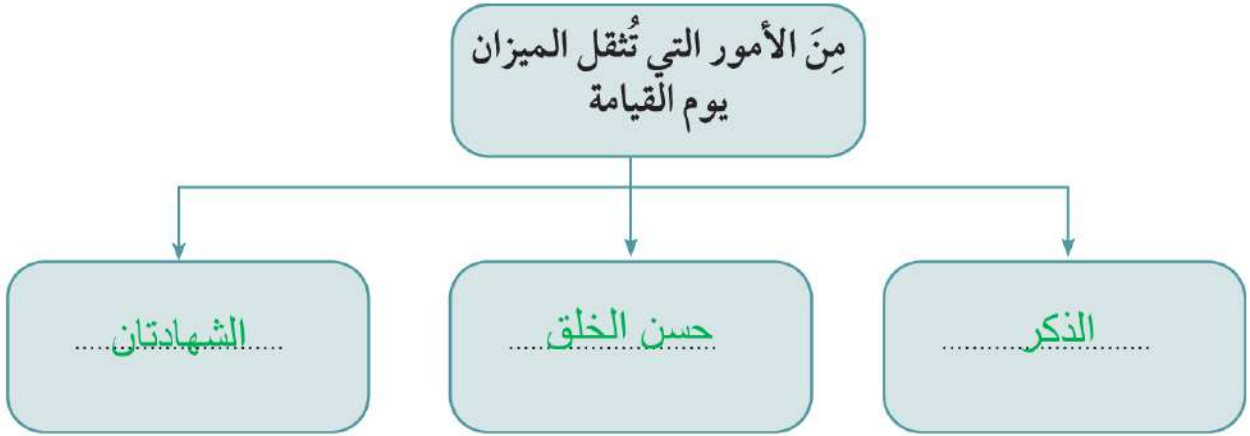 مِنَ الأمور التي تُثقل الميزان
يوم القيامة
الذكر
حسن الخلق
الشهادتان